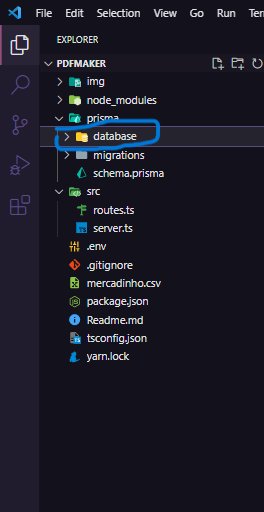 File Edit Selection View Go Run Termin
EXPLORER
PDFMAKER
img
node_modules
prisma
database
migrations
schema.prisma
src
routes.ts
server.ts
.env
.gitignore
mercadinho.csv
package.json
Readme.md
tsconfig.json
yarn.lock